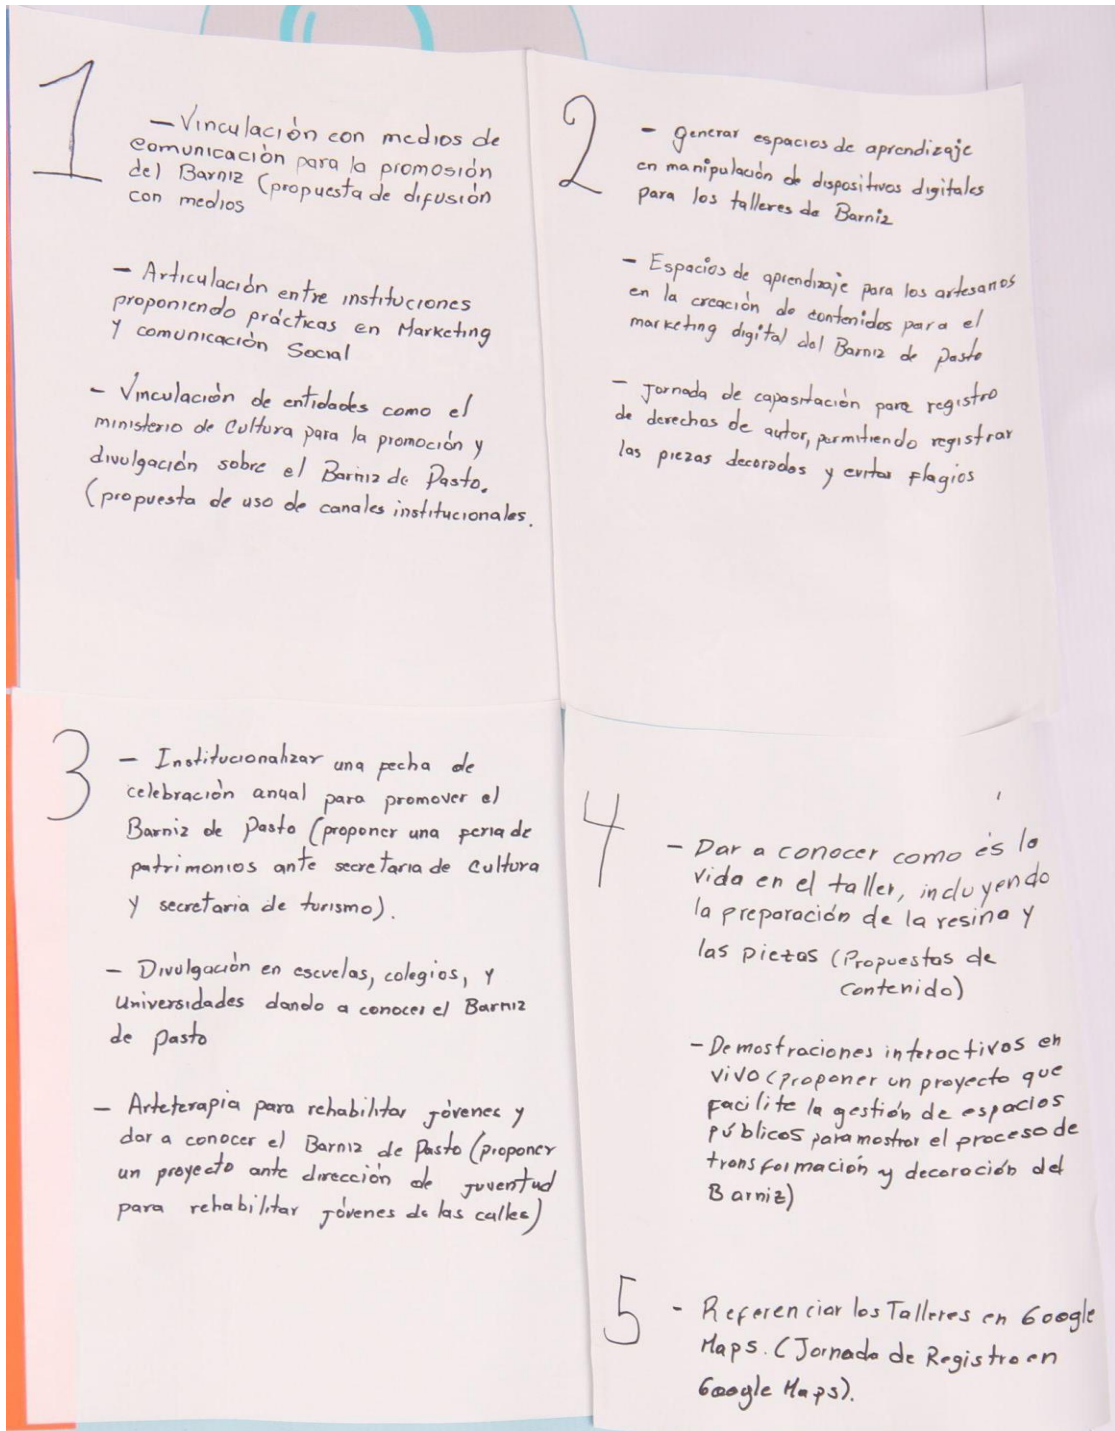 1
— Vinculación con medios de
comunicación para la promosión
del Barniz (propuesta de difusión
con medios
— Articulación entre instituciones
proponiendo prácticas en Marketing
y comunicación Social
— Vinculación de entidades como el
ministerio de Cultura para la promoción y
divulgación sobre el Barniz de Pasto.
(propuesta de uso de canales institucionales.
2
— generar espacios de aprendizaje
en manipulación de dispositivos digitales
para los talleres de Barniz
— Espacios de aprendizaje para los artesanos
en la creación de contenidos para el
marketing digital del Barniz de pasto
— Jornada de capasitación para registro
de derechos de autor, permitiendo registrar
las piezas decoradas y evitar flagios
3
— Institucionalizar una fecha de
celebración anual para promover el
Barniz de Pasto (proponer una feria de
patrimonios ante secretaria de Cultura
y secretaria de turismo).
— Divulgación en escuelas, colegios, y
Universidades dando a conocer el Barniz
de pasto
— Arteterapia para rehabilitar jóvenes y
dar a conocer el Barniz de Pasto (proponer
un proyecto ante dirección de juventud
para rehabilitar jóvenes de las calles)
4
— Dar a conocer como es la
vida en el taller, incluyendo
la preparación de la resina y
las piezas (Propuestas de
contenido)
— Demostraciones interactivas en
vivo (proponer un proyecto que
facilite la gestión de espacios
públicos para mostrar el proceso de
transformación y decoración del
Barniz)
5
— Referenciar los Talleres en Google
Maps. (Jornada de Registro en
Google Maps).